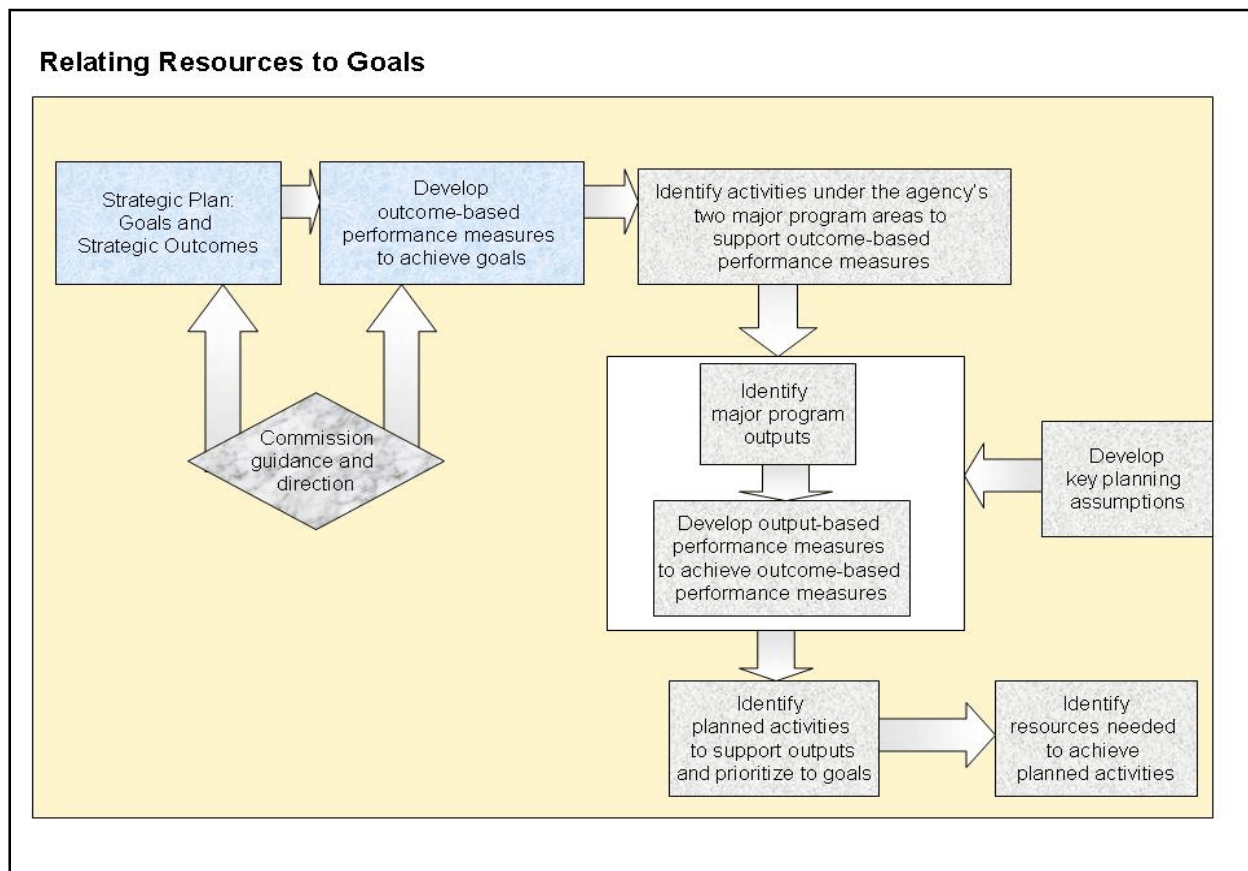 Relating Resources to Goals
Strategic Plan:
Goals and
Strategic Outcomes
Develop
outcome-based
performance measures
to achieve goals
Identify activities under the agency's
two major program areas to
support outcome-based
performance measures
Commission
guidance and
direction
Identify
major program
outputs
Develop output-based
performance measures
to achieve outcome-based
performance measures
Develop
key planning
assumptions
Identify
planned activities
to support outputs
and prioritize to goals
Identify
resources needed
to achieve
planned activities